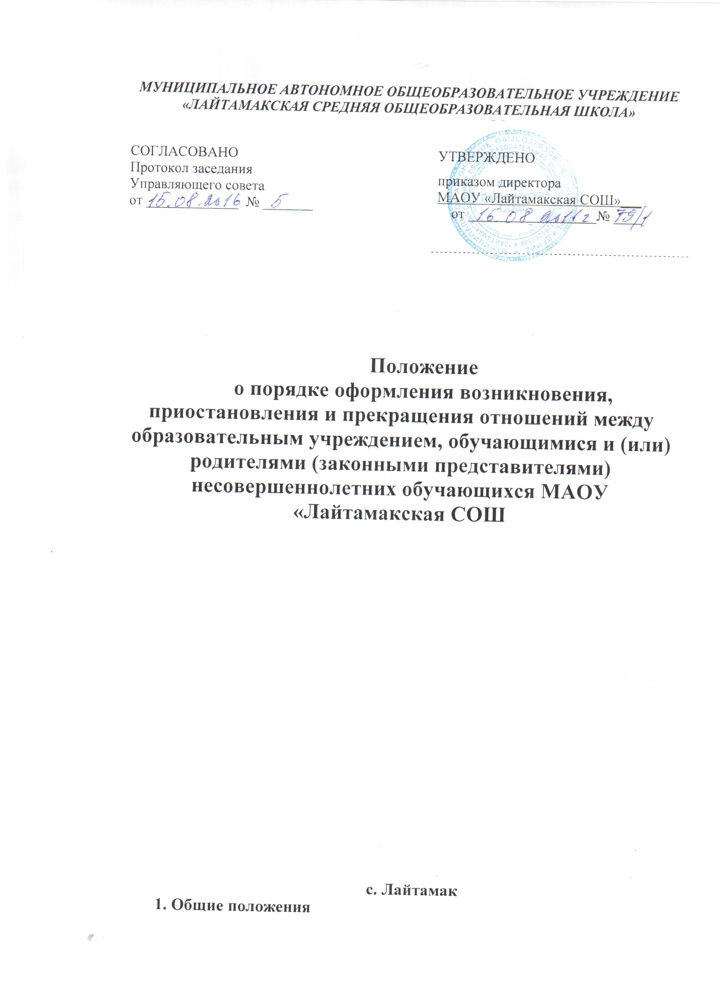 МУНИЦИПАЛЬНОЕ АВТОНОМНОЕ ОБЩЕОБРАЗОВАТЕЛЬНОЕ УЧРЕЖДЕНИЕ
«ЛАЙТАМАКСКАЯ СРЕДНЯЯ ОБЩЕОБРАЗОВАТЕЛЬНАЯ ШКОЛА»
СОГЛАСОВАНО
Протокол заседания
Управляющего совета
от 15.08.2016 № 5
УТВЕРЖДЕНО
приказом директора
МАОУ «Лайтамакская СОШ»
от 16 08 № 79/1
Положение
о порядке оформления возникновения,
приостановления и прекращения отношений между
образовательным учреждением, обучающимися и (или)
родителями (законными представителями)
несовершеннолетних обучающихся МАОУ
«Лайтамакская СОШ
с. Лайтамак
1. Общие положения